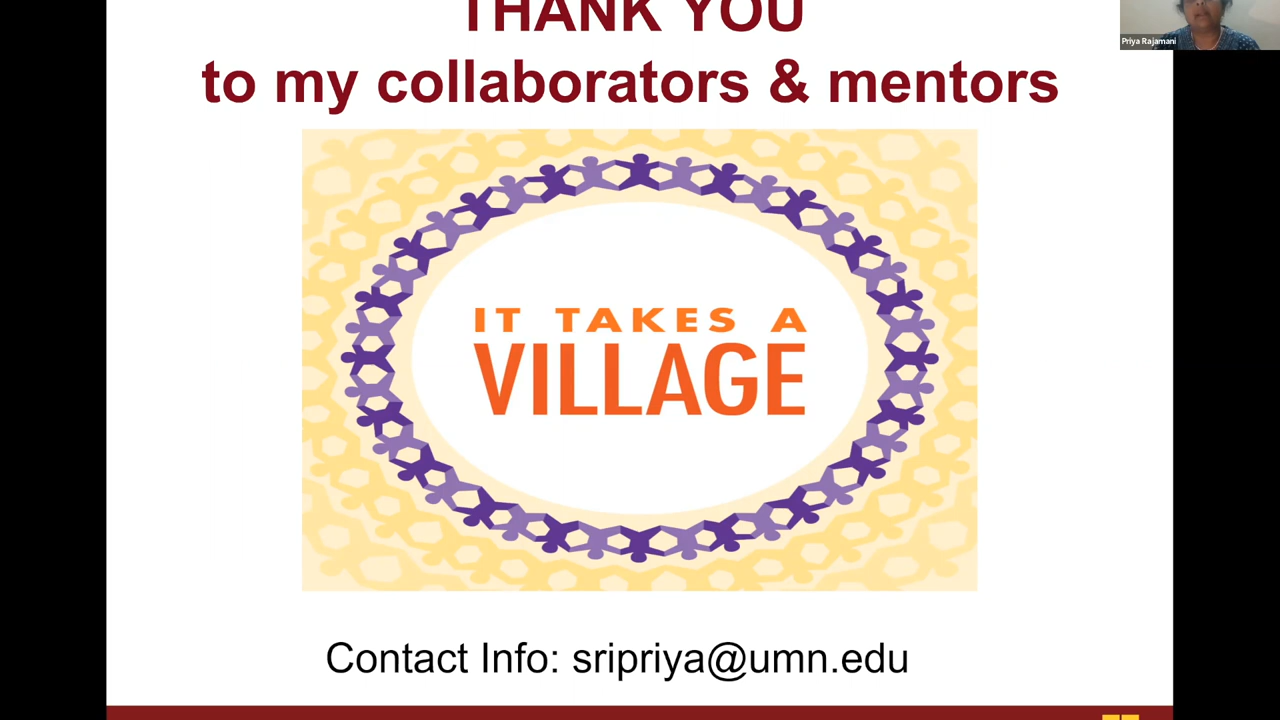 THANK YOU
to my collaborators & mentors
Priya Rajamani
IT TAKES A
VILLAGE
Contact Info: sripriya@umn.edu